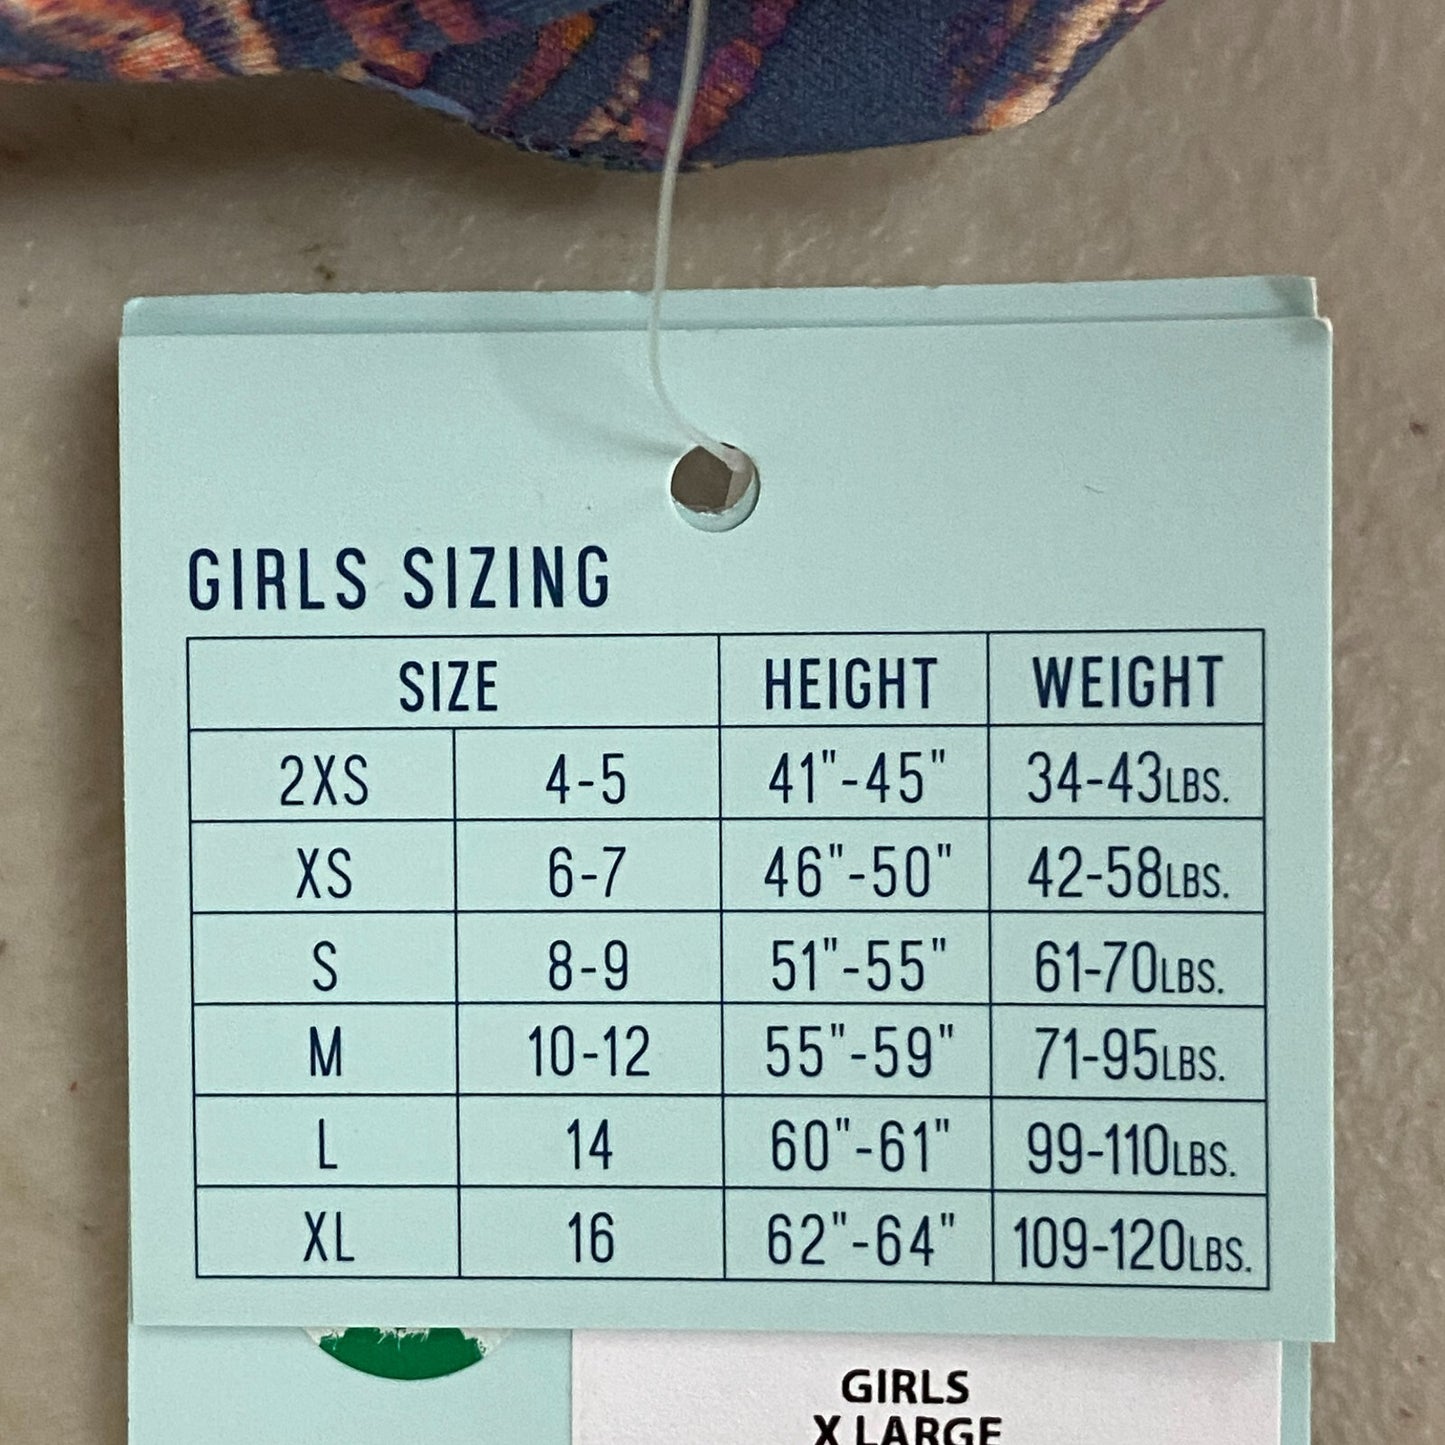 GIRLS SIZING
SIZE HEIGHT WEIGHT
2XS 4-5 41"-45" 34-43LBS.
XS 6-7 46"-50" 42-58LBS.
S 8-9 51"-55" 61-70LBS.
M 10-12 55"-59" 71-95LBS.
L 14 60"-61" 99-110LBS.
XL 16 62"-64" 109-120LBS.
GIRLS
X LARGE